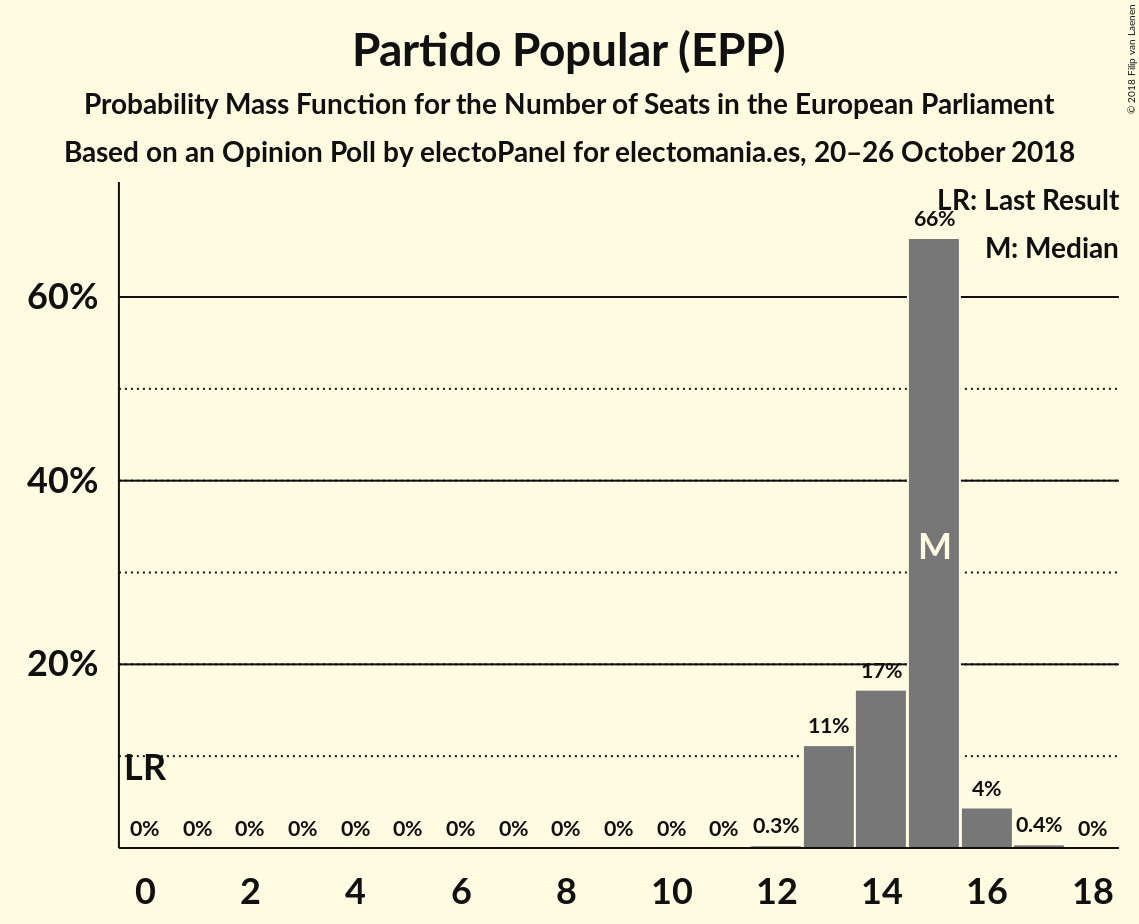 Partido Popular (EPP)
Probability Mass Function for the Number of Seats in the European Parliament
Based on an Opinion Poll by electoPanel for electomania.es, 20–26 October 2018
© 2018 Filip van Laenen
LR: Last Result
M: Median
66%
60%
40%
M
20%
17%
11%
LR
4%
0% 0% 0% 0% 0% 0% 0% 0% 0% 0% 0% 0% 0.3% 0.4% 0%
0 2 4 6 8 10 12 14 16 18